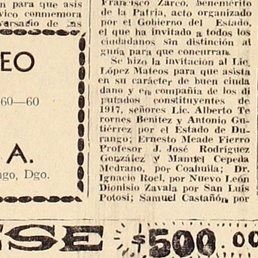 n para que asis
vico conmemora
versario de las
EO
60—60
A.
ngo, Dgo.
Francisco Zarco, benemérito
de la Patria, acto organizado
por el Gobierno del Estado,
el que ha invitado a todos los
ciudadanos sin distinción al
guna para que concurran.
Se hizo la invitación al Lic.
López Mateos para que asista
en su carácter de buen ciuda
dano y en compañía de los di
putados constituyentes de
1917, señores Lic. Alberto Te
rrones Benítez y Antonio Gu
tiérrez por el Estado de Du-
rango; Ernesto Meade Fierro
Profesor J. José Rodríguez
González y Manuel Cepeda
Medrano, por Coahuila; Dr.
Ignacio Roel, por Nuevo León
Dionisio Zavala por San Luis
Potosí; Samuel Castañón, por
ESE $500.00